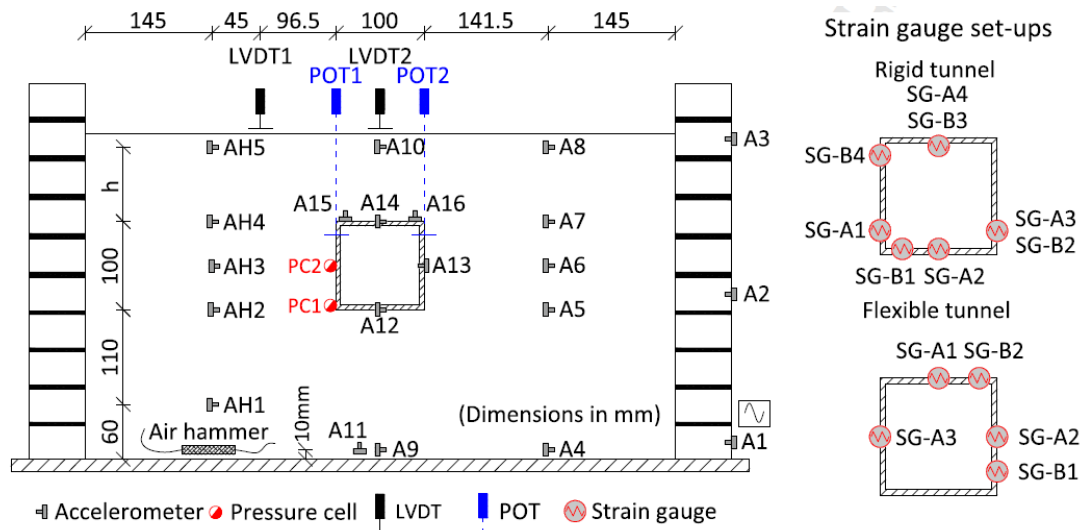 145 45 96.5 100 141.5 145
LVDT1 LVDT2
POT1 POT2
AH5 A10 A8 A3
h
A15 A14 A16
AH4 A7
100
PC2 AH3 A13 A6
A2
PC1 AH2 A12 A5
110
AH1
(Dimensions in mm)
60
Air hammer 10mm A11 A9 A4 A1
Accelerometer Pressure cell LVDT POT Strain gauge
Strain gauge set-ups
Rigid tunnel
SG-A4
SG-B3
SG-B4
SG-A1 SG-A3
SG-B2
SG-B1 SG-A2
Flexible tunnel
SG-A1 SG-B2
SG-A3 SG-A2
SG-B1